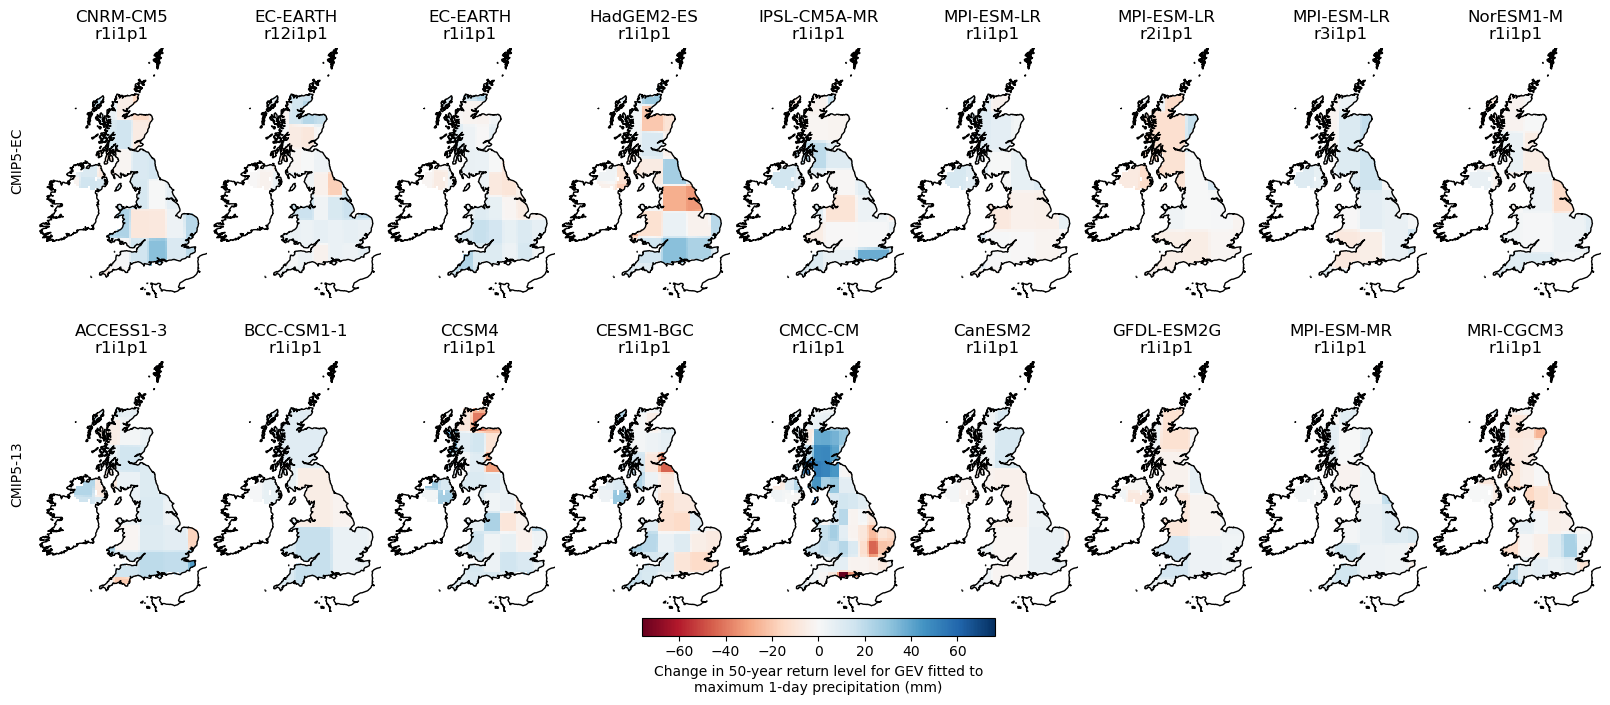 CNRM-CM5 EC-EARTH EC-EARTH HadGEM2-ES IPSL-CM5A-MR MPI-ESM-LR MPI-ESM-LR MPI-ESM-LR NorESM1-M
r1i1p1 r12i1p1 r1i1p1 r1i1p1 r1i1p1 r1i1p1 r2i1p1 r3i1p1 r1i1p1
CMIP5-EC
ACCESS1-3 BCC-CSM1-1 CCSM4 CESM1-BGC CMCC-CM CanESM2 GFDL-ESM2G MPI-ESM-MR MRI-CGCM3
r1i1p1 r1i1p1 r1i1p1 r1i1p1 r1i1p1 r1i1p1 r1i1p1 r1i1p1 r1i1p1
CMIP5-13
−60 −40 −20 0 20 40 60
Change in 50-year return level for GEV fitted to
maximum 1-day precipitation (mm)